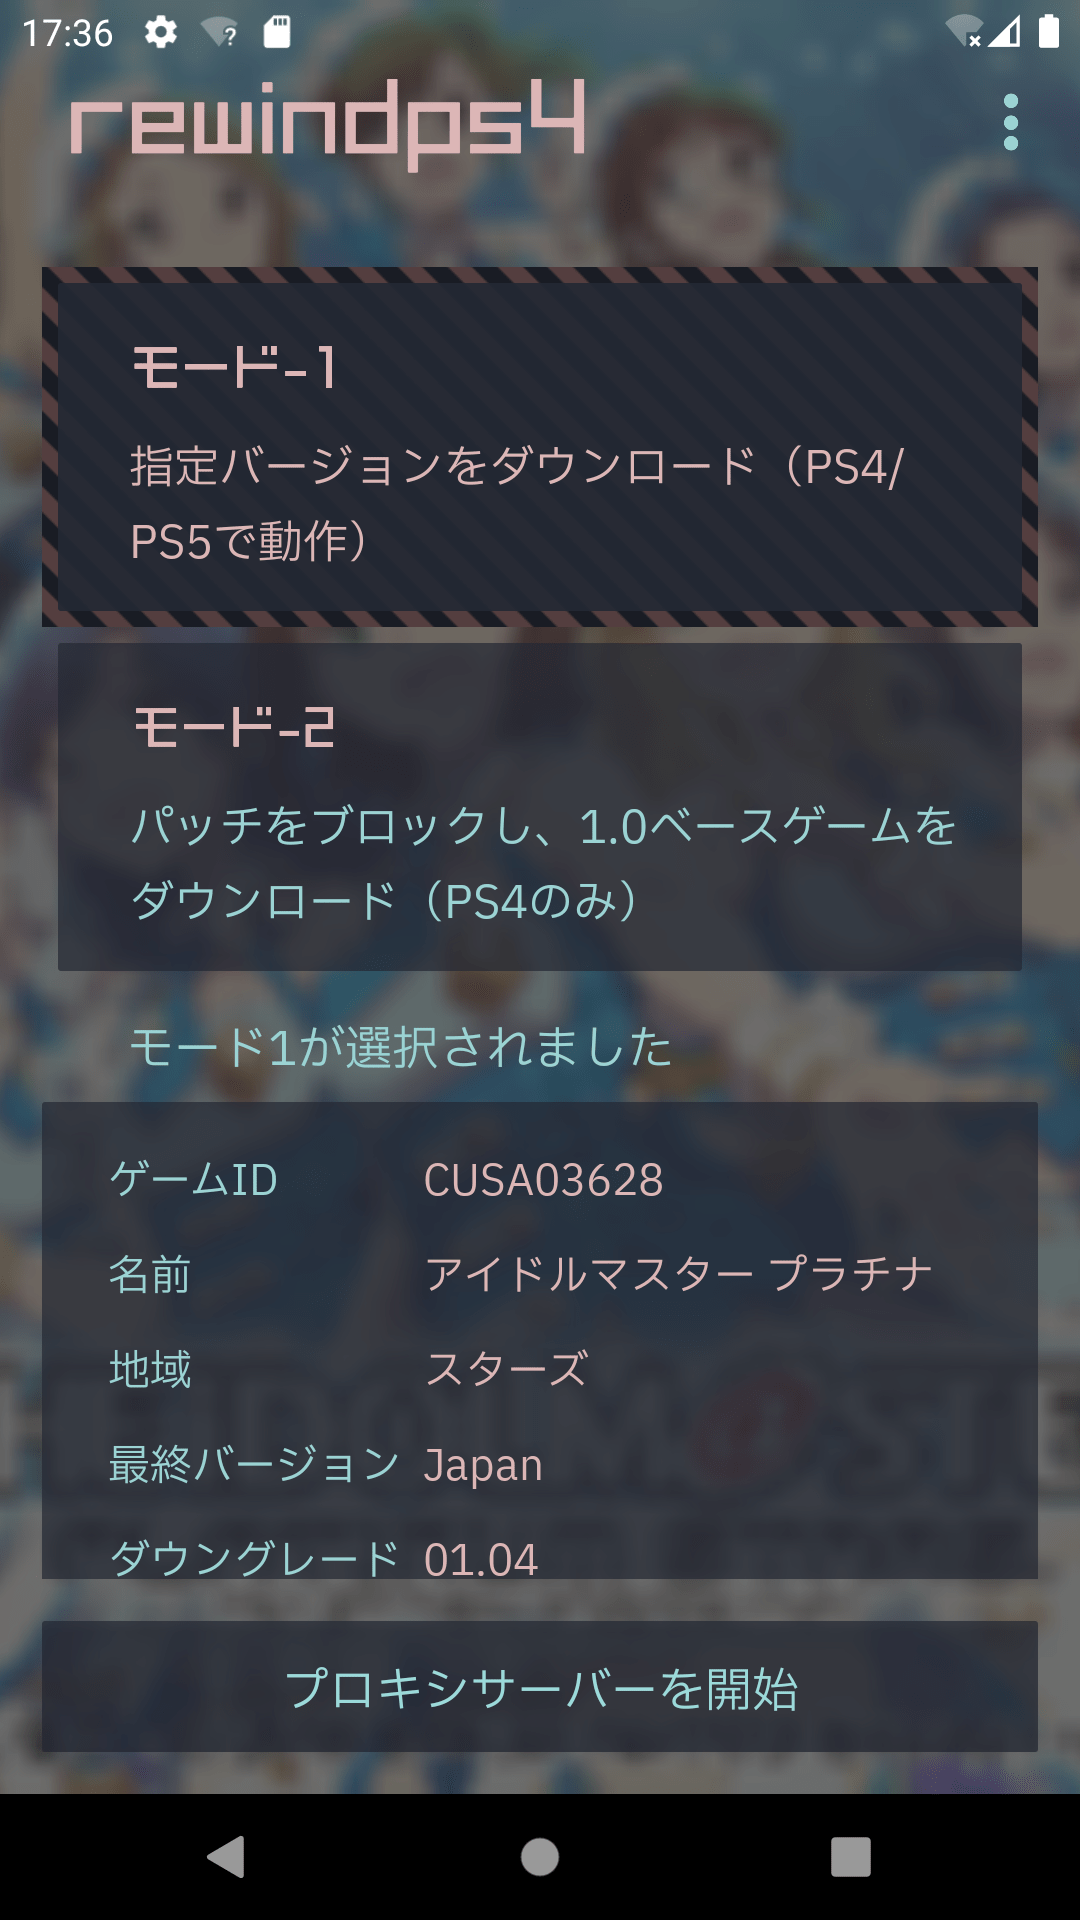 17:36
rewindps4
モード-1
指定バージョンをダウンロード（PS4/
PS5で動作）
モード-2
パッチをブロックし、1.0ベースゲームを
ダウンロード（PS4のみ）
モード1が選択されました
ゲームID CUSA03628
名前 アイドルマスター プラチナ
地域 スターズ
最終バージョン Japan
ダウングレード 01.04
プロキシサーバーを開始